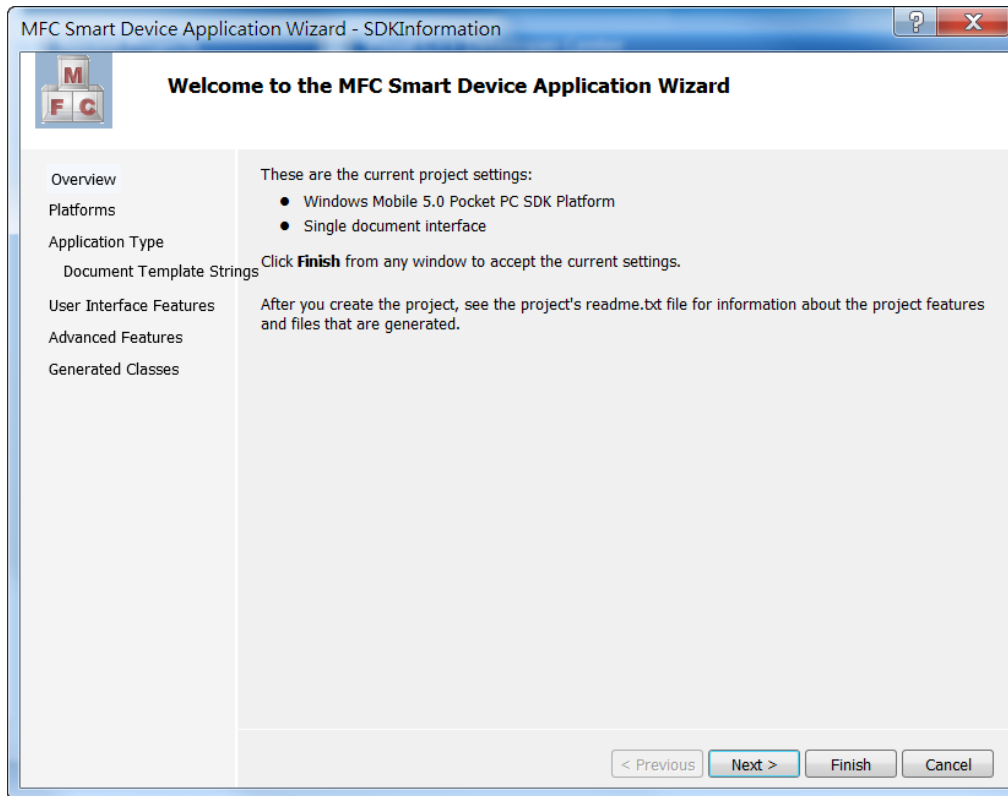 MFC Smart Device Application Wizard - SDKInformation
M
F C
Welcome to the MFC Smart Device Application Wizard
Overview
Platforms
Application Type
Document Template Strings
User Interface Features
Advanced Features
Generated Classes
These are the current project settings:
● Windows Mobile 5.0 Pocket PC SDK Platform
● Single document interface
Click Finish from any window to accept the current settings.
After you create the project, see the project's readme.txt file for information about the project features
and files that are generated.
< Previous Next > Finish Cancel